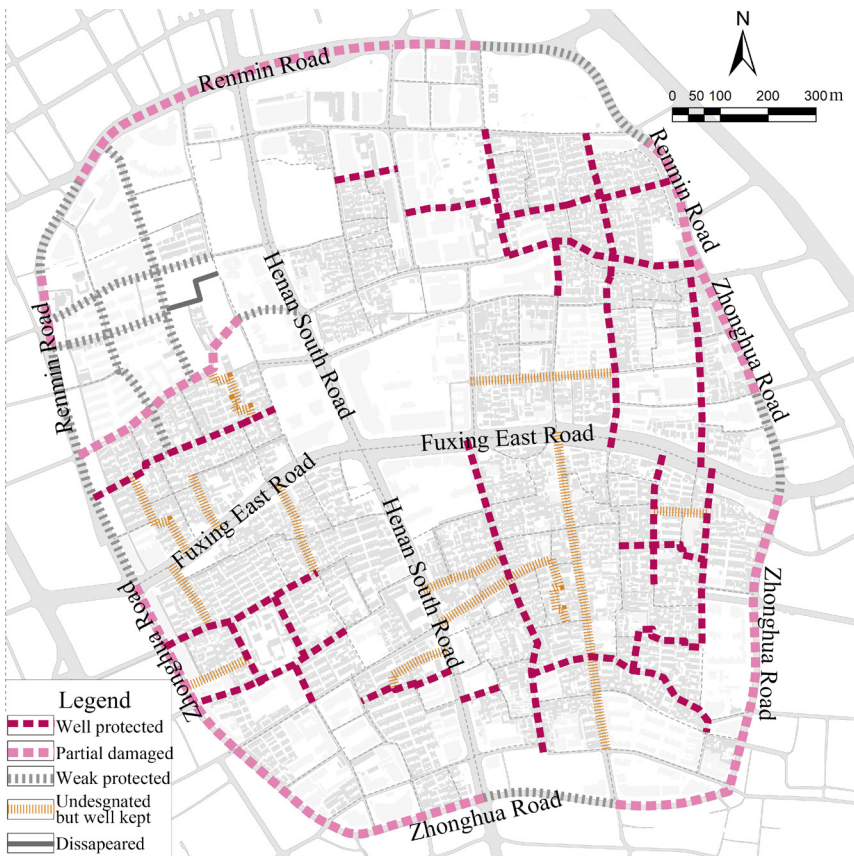 N
0 50 100 200 300 m
Renmin Road
Renmin Road
Zhonghua Road
Henan South Road
Renmin Road
Fuxing East Road
Fuxing East Road
Henan South Road
Zhonghua Road
Zhonghua Road
Zhonghua Road
Legend
Well protected
Partial damaged
Weak protected
Undesgnated
but well kept
Dissapeared